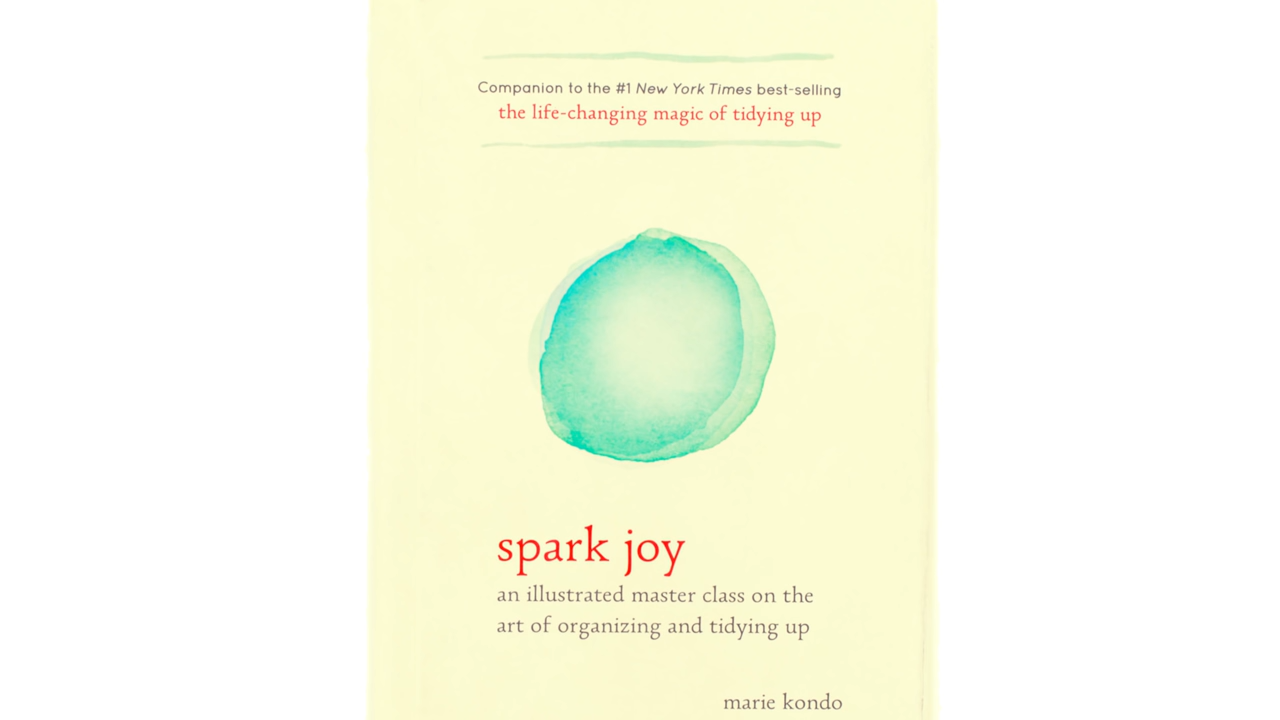 Companion to the #1 New York Times best-selling
the life-changing magic of tidying up
spark joy
an illustrated master class on the
art of organizing and tidying up
marie kondo